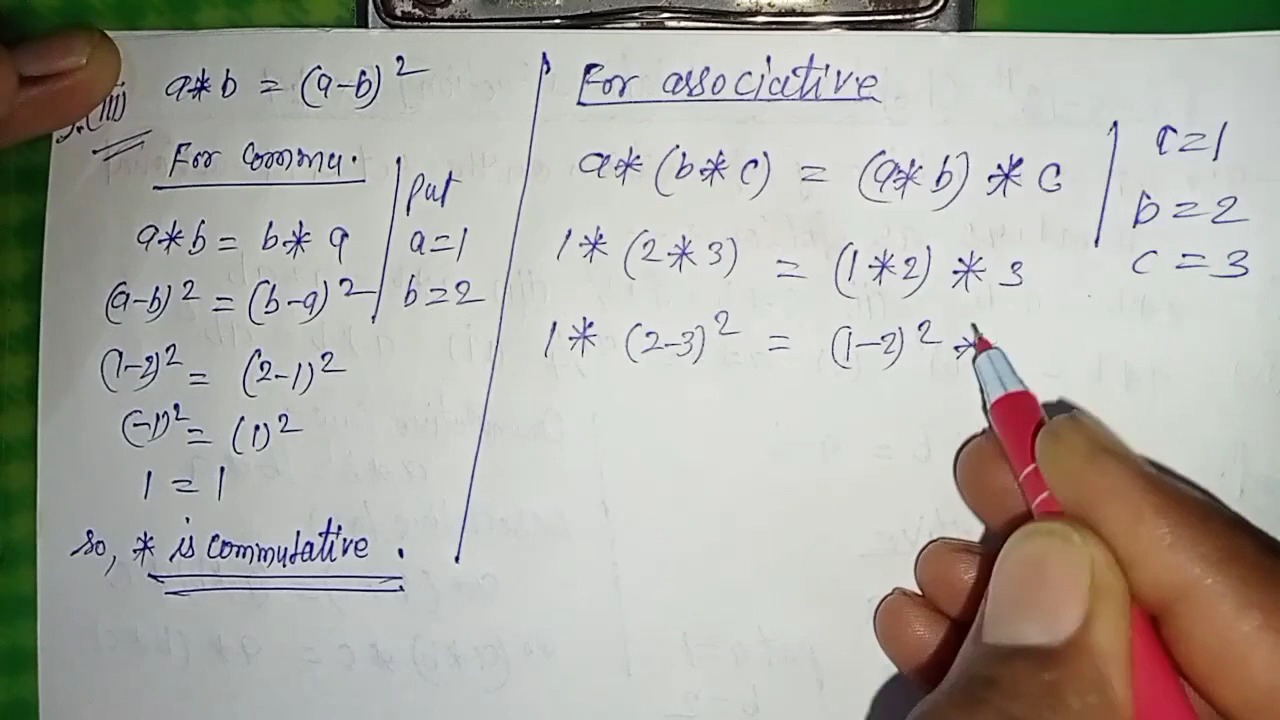 (iii) a * b = (a-b)²
For Commu.
Put
a * b = b * a
a=1
(a-b)² = (b-a)²
b=2
(1-2)² = (2-1)²
(-1)² = (1)²
1 = 1
So, * is commutative.
For associative
a * (b * c) = (a * b) * c
1 * (2 * 3) = (1 * 2) * 3
1 * (2-3)² = (1-2)² *
a=1
b=2
c=3